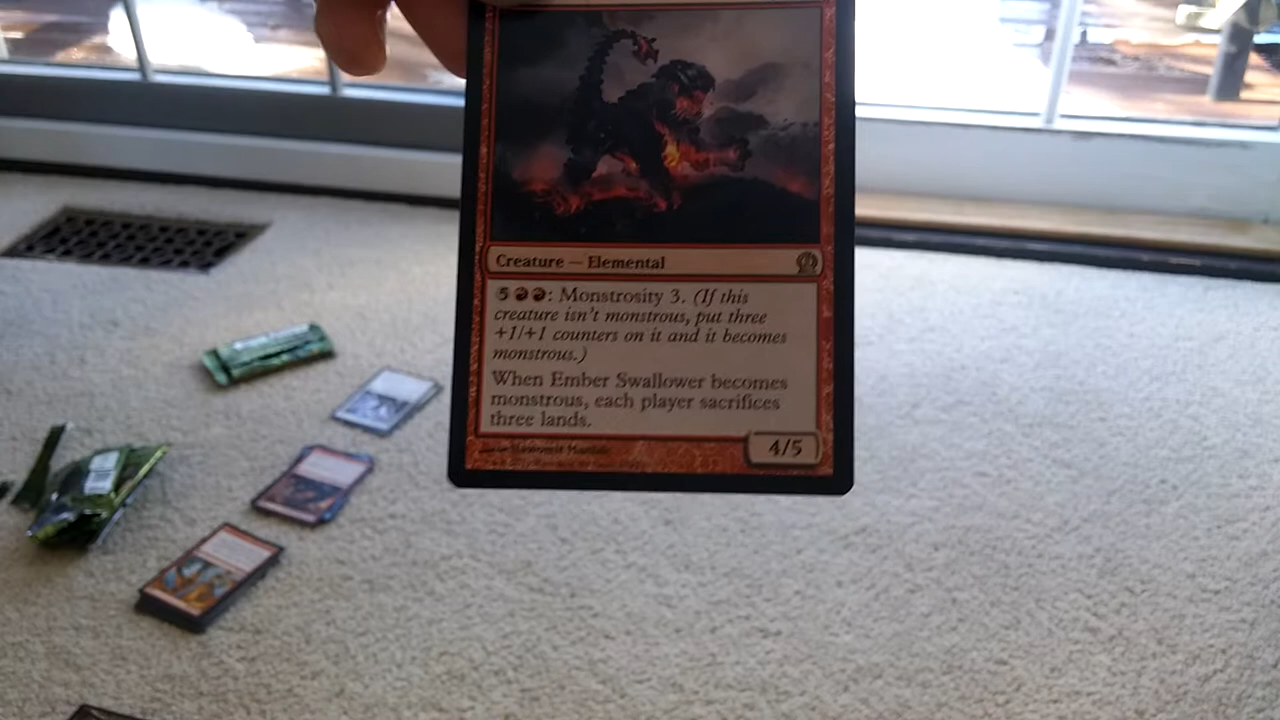 Creature — Elemental
5RR: Monstrosity 3. (If this
creature isn't monstrous, put three
+1/+1 counters on it and it becomes
monstrous.)
When Ember Swallower becomes
monstrous, each player sacrifices
three lands.
4/5